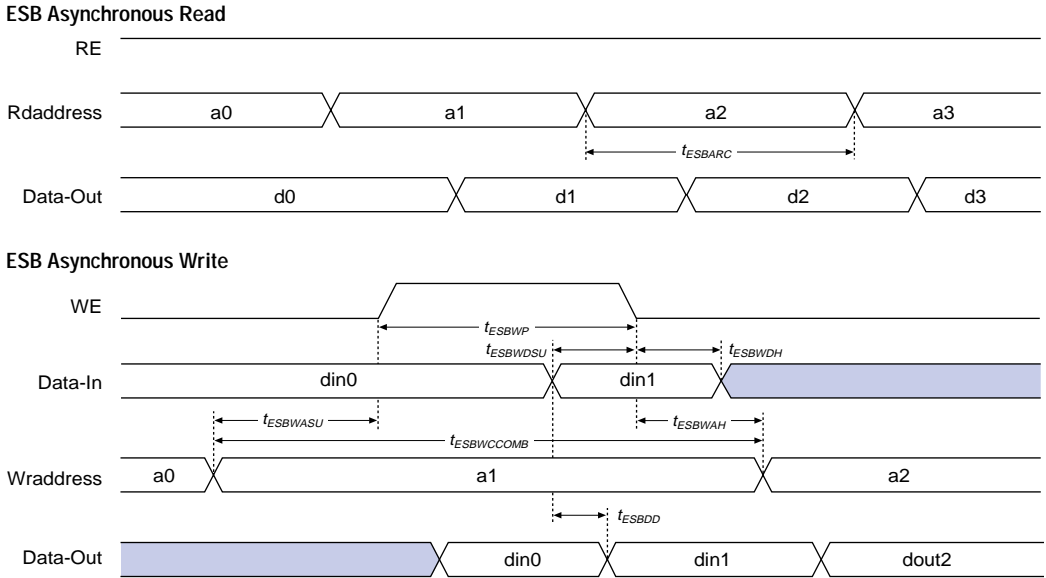 ESB Asynchronous Read
RE
Rdaddress a0 a1 a2 a3
tESBARC
Data-Out d0 d1 d2 d3
ESB Asynchronous Write
WE
tESBWP
tESBWDSU tESBWDH
Data-In din0 din1
tESBWASU tESBWAH
tESBWCCOMB
Wraddress a0 a1 a2
tESBDD
Data-Out din0 din1 dout2